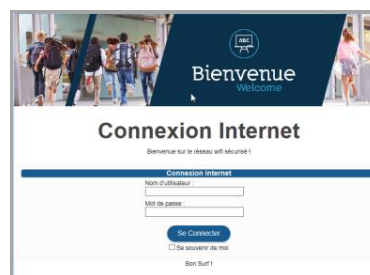 ABC
Bienvenue
Welcome
Connexion Internet
Bienvenue sur le réseau wifi sécurisé !
Connexion Internet
Nom d'utilisateur :
Mot de passe :
Se Connecter
Se souvenir de moi
Bon Surf !